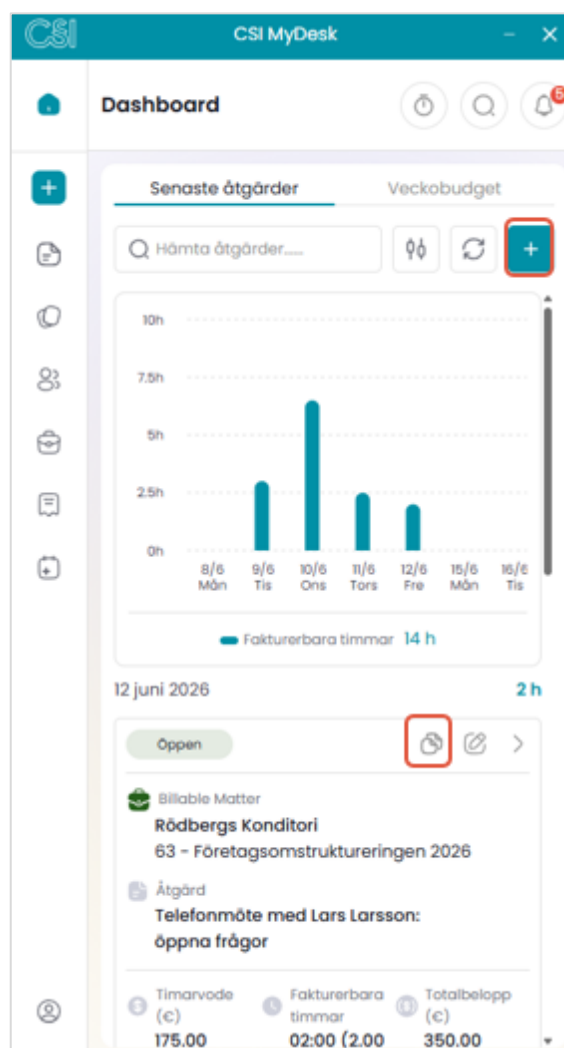 CSI
CSI MyDesk
Dashboard
5
Senaste åtgärder
Veckobudget
Hämta åtgärder.....
10h
7.5h
5h
2.5h
0h
8/6 9/6 10/6 11/6 12/6 15/6 16/6
Mån Tis Ons Tors Fre Mån Tis
Fakturerbara timmar 14 h
12 juni 2026 2 h
Öppen
Billable Matter
Rödbergs Konditori
63 - Företagsomstruktureringen 2026
Åtgärd
Telefonmöte med Lars Larsson:
öppna frågor
Timarvode Fakturerbara Totalbelopp
(€) timmar (€)
175.00 02:00 (2.00 350.00